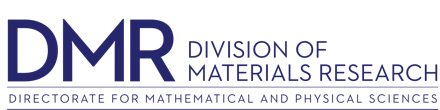 DMR DIVISION OF
MATERIALS RESEARCH
DIRECTORATE FOR MATHEMATICAL AND PHYSICAL SCIENCES